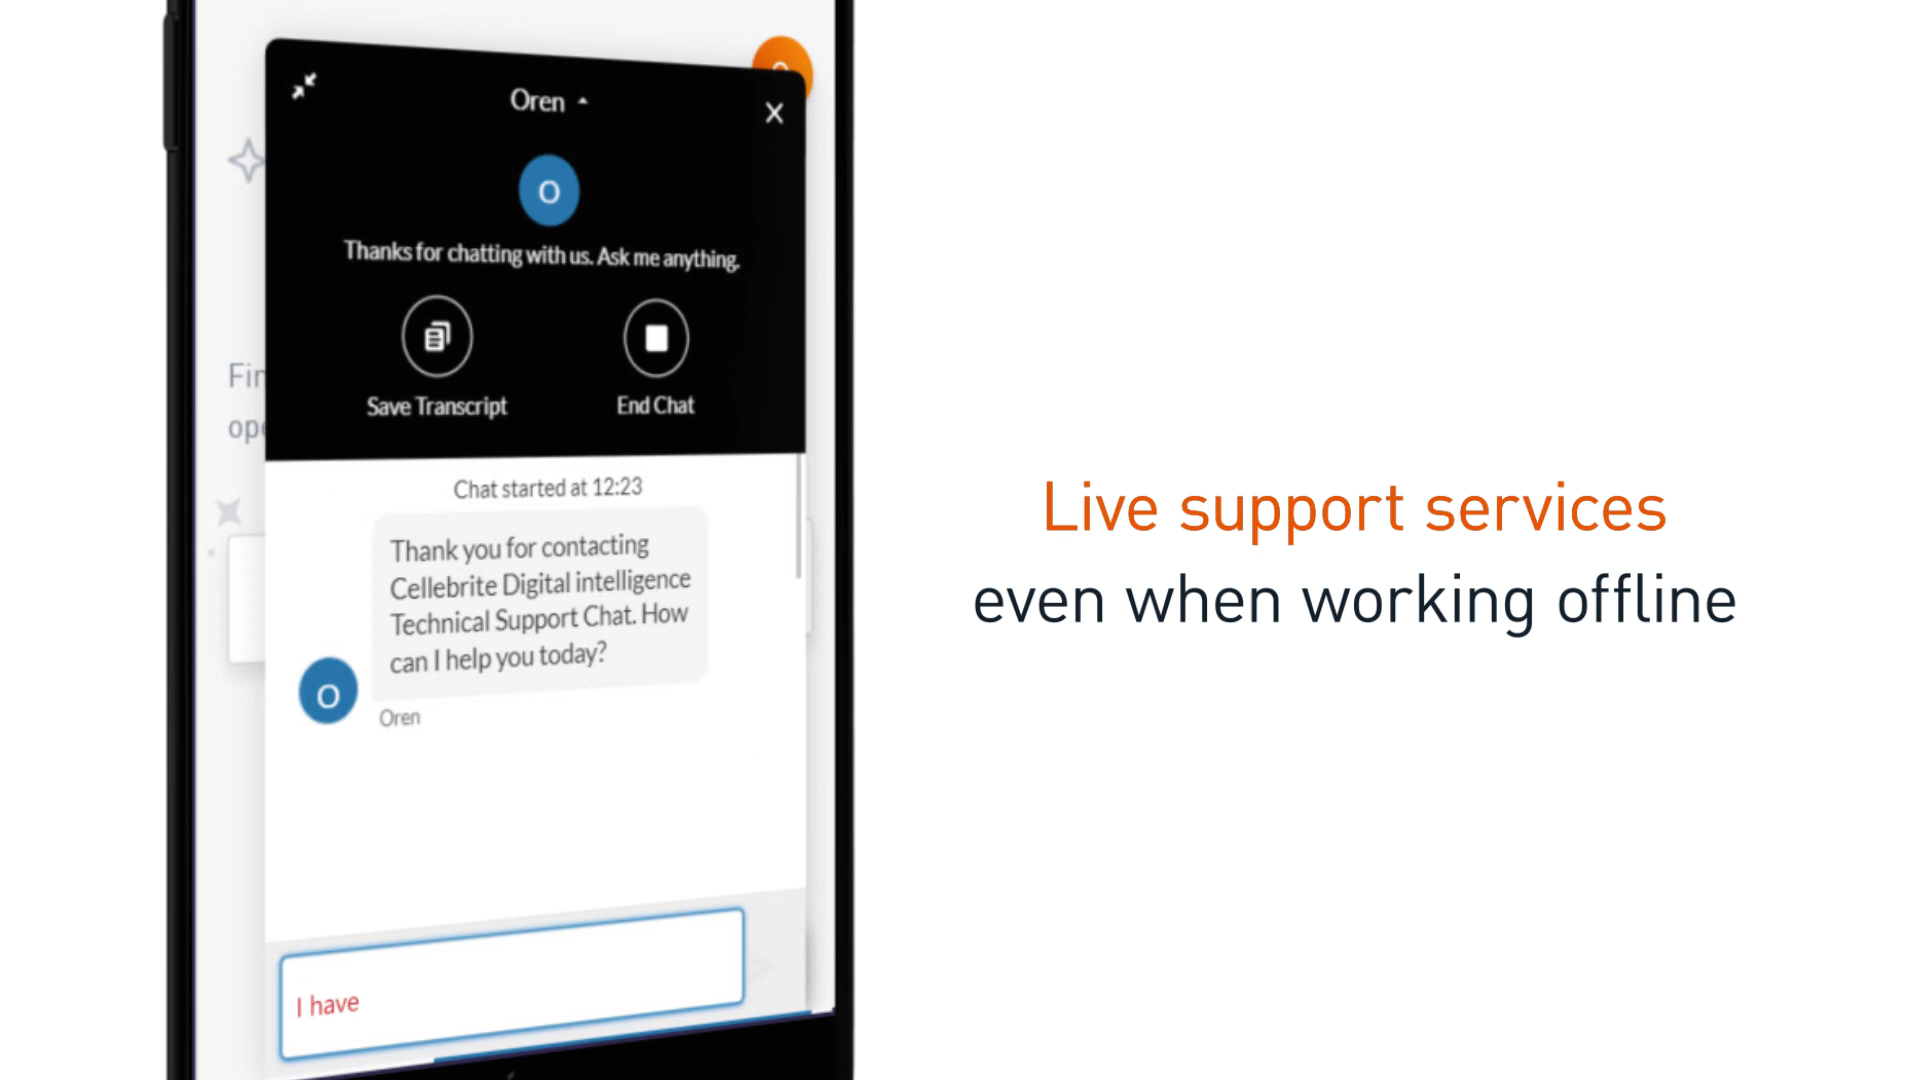 Oren
O
Thanks for chatting with us. Ask me anything.
Save Transcript
End Chat
Fin
ope
Chat started at 12:23
Thank you for contacting
Cellebrite Digital intelligence
Technical Support Chat. How
can I help you today?
O
Oren
I have
Live support services
even when working offline